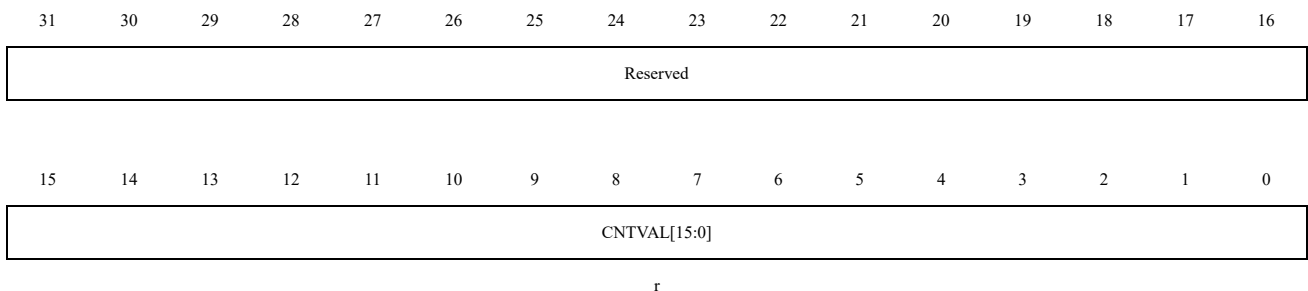 31 30 29 28 27 26 25 24 23 22 21 20 19 18 17 16
Reserved
15 14 13 12 11 10 9 8 7 6 5 4 3 2 1 0
CNTVAL[15:0]
r